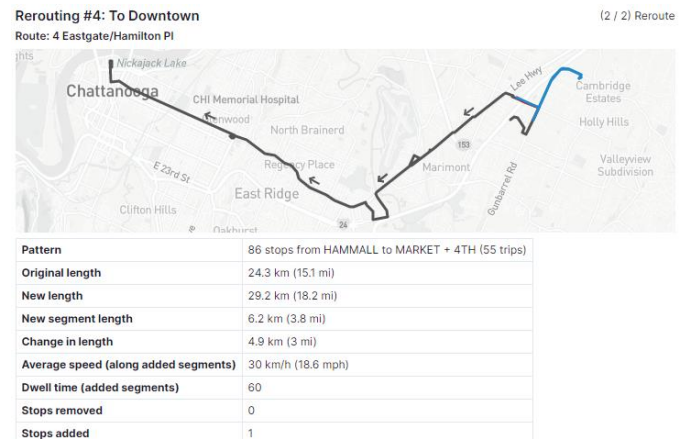 Rerouting #4: To Downtown
(2 / 2) Reroute
Route: 4 Eastgate/Hamilton Pl
ghts
Nickajack Lake
Lee Hwy
Chattanooga
Cambridge
Estates
CHI Memorial Hospital
enwood
Holly Hills
North Brainerd
153
E 23rd St
Regency Place
Marimont
Valleyview
Subdivision
Gunbarrel Rd
East Ridge
Clifton Hills
24
Oakhurst
Pattern 86 stops from HAMMALL to MARKET + 4TH (55 trips)
Original length 24.3 km (15.1 mi)
New length 29.2 km (18.2 mi)
New segment length 6.2 km (3.8 mi)
Change in length 4.9 km (3 mi)
Average speed (along added segments) 30 km/h (18.6 mph)
Dwell time (added segments) 60
Stops removed 0
Stops added 1